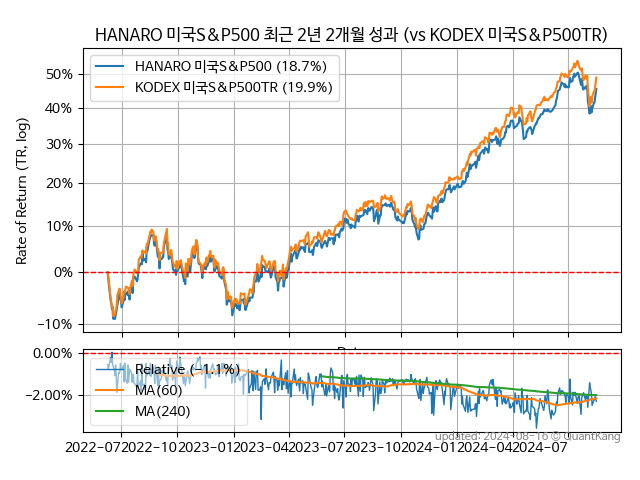 HANARO 미국S&P500 최근 2년 2개월 성과 (vs KODEX 미국S&P500TR)
HANARO 미국S&P500 (18.7%)
KODEX 미국S&P500TR (19.9%)
Rate of Return (TR, log)
50%
40%
30%
20%
10%
0%
−10%
0.00%
−2.00%
Relative (−1.1%)
MA(60)
MA(240)
2022-07
2022-10
2023-01
2023-04
2023-07
2023-10
2024-01
2024-04
2024-07
updated: 2024-08-16 © QuantKang